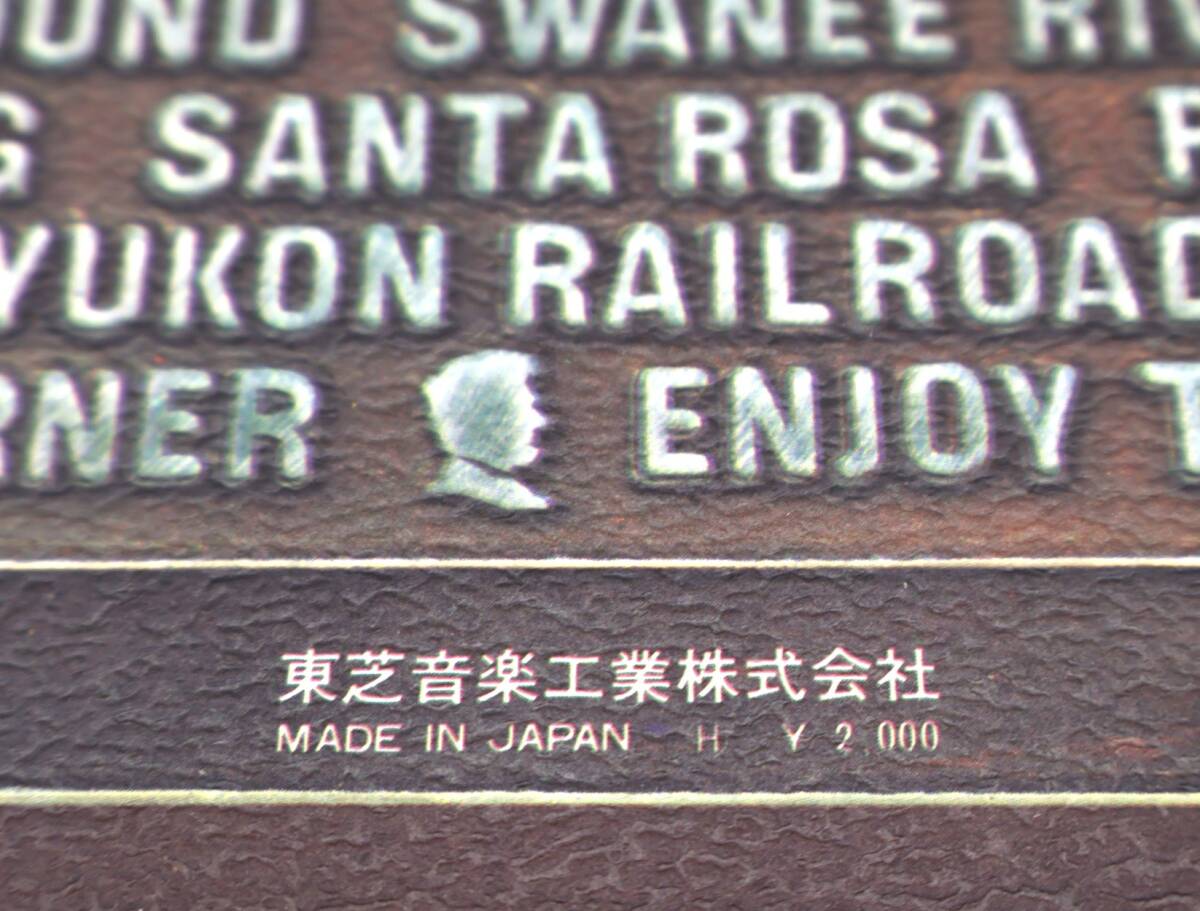 SWANEE
SANTA ROSA
YUKON RAILROAD
ENJOY
東芝音楽工業株式会社
MADE IN JAPAN H Y 2,000